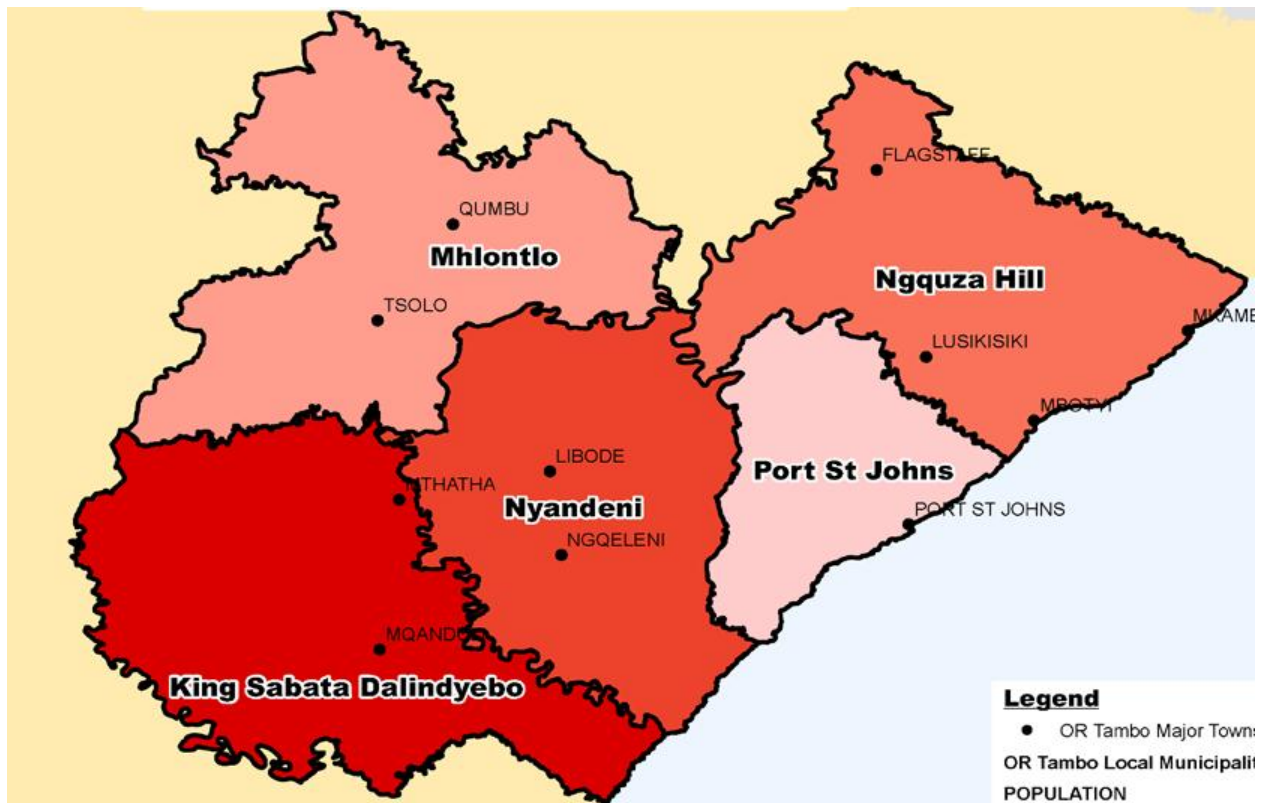 FLAGSTAFF
QUMBU
Mhlontlo
Ngquza Hill
TSOLO
MKAMB
LUSIKISIKI
MBOTYI
LIBODE
Port St Johns
MTHATHA
Nyandeni
PORT ST JOHNS
NGQELENI
MQANDULI
King Sabata Dalindyebo
Legend
OR Tambo Major Towns
OR Tambo Local Municipalit
POPULATION